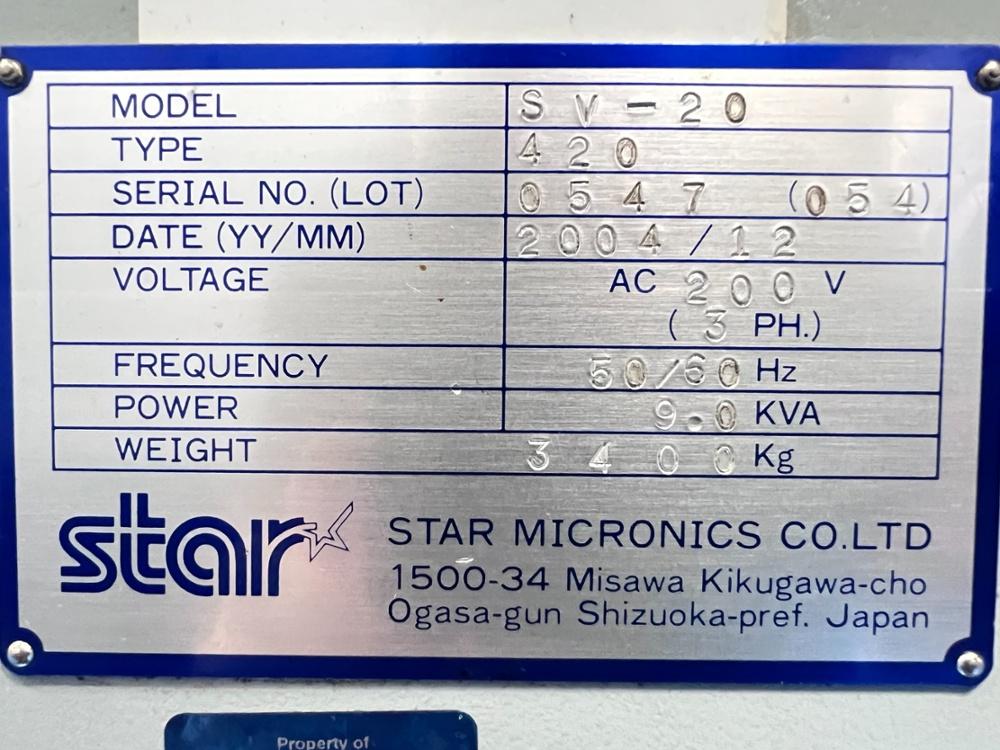 MODEL SV-20
TYPE 420
SERIAL NO. (LOT) 0547 (054)
DATE (YY/MM) 2004/12
VOLTAGE AC 200 V
(3 PH.)
FREQUENCY 50/60 Hz
POWER 9.0 KVA
WEIGHT 3400 Kg
star STAR MICRONICS CO.LTD
1500-34 Misawa Kikugawa-cho
Ogasa-gun Shizuoka-pref. Japan
Property of